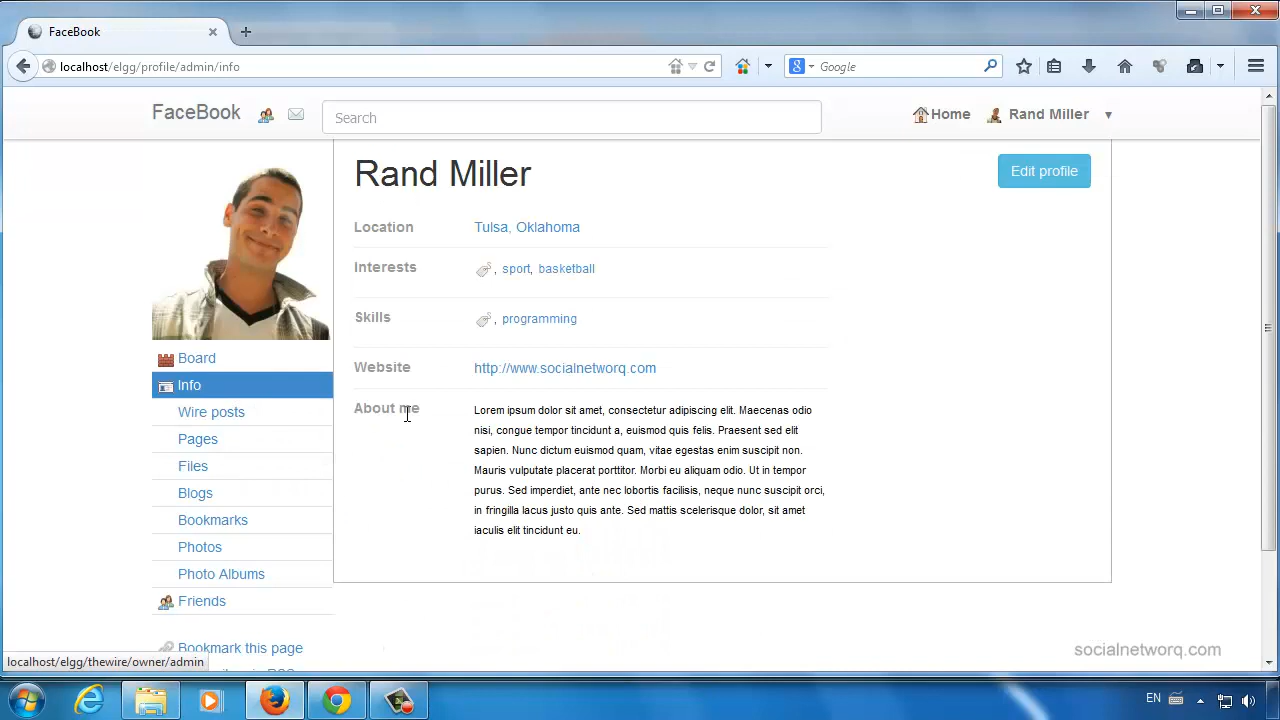 FaceBook
localhost/elgg/profile/admin/info
Google
FaceBook
Search
Home
Rand Miller
Rand Miller
Edit profile
Location
Tulsa, Oklahoma
Interests
, sport, basketball
Skills
, programming
Website
http://www.socialnetworq.com
About me
Lorem ipsum dolor sit amet, consectetur adipiscing elit. Maecenas odio
nisi, congue tempor tincidunt a, euismod quis felis. Praesent sed elit
sapien. Nunc dictum euismod quam, vitae egestas enim suscipit non.
Mauris vulputate placerat porttitor. Morbi eu aliquam odio. Ut in tempor
purus. Sed imperdiet, ante nec lobortis facilisis, neque nunc suscipit orci,
in fringilla lacus justo quis ante. Sed mattis scelerisque dolor, sit amet
iaculis elit tincidunt eu.
Board
Info
Wire posts
Pages
Files
Blogs
Bookmarks
Photos
Photo Albums
Friends
Bookmark this page
localhost/elgg/thewire/owner/admin
socialnetworq.com
EN